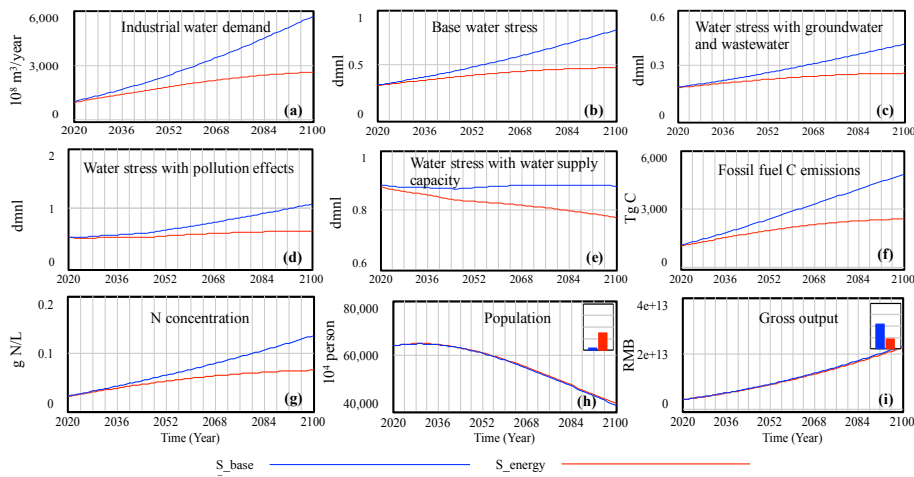 6,000
3,000
0
10⁸ m³/year
Industrial water demand
(a)
2020 2036 2052 2068 2084 2100
1
0.5
0
dmnl
Base water stress
(b)
2020 2036 2052 2068 2084 2100
0.6
0.3
0
dmnl
Water stress with groundwater
and wastewater
(c)
2020 2036 2052 2068 2084 2100
2
1
0
dmnl
Water stress with pollution effects
(d)
2020 2036 2052 2068 2084 2100
1
0.8
0.6
dmnl
Water stress with water supply
capacity
(e)
2020 2036 2052 2068 2084 2100
6,000
3,000
0
Tg C
Fossil fuel C emissions
(f)
2020 2036 2052 2068 2084 2100
0.2
0.1
0
g N/L
N concentration
(g)
2020 2036 2052 2068 2084 2100
Time (Year)
80,000
60,000
40,000
10⁴ person
Population
(h)
2020 2036 2052 2068 2084 2100
Time (Year)
4e+13
2e+13
0
RMB
Gross output
(i)
2020 2036 2052 2068 2084 2100
Time (Year)
S_base
S_energy